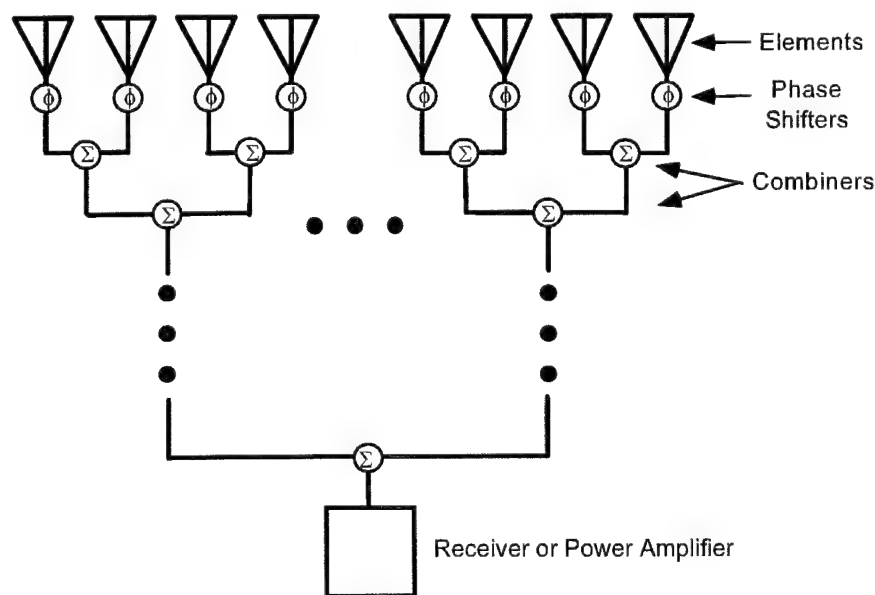 Elements
ϕ ϕ ϕ ϕ ϕ ϕ ϕ ϕ
Phase
Shifters
Σ Σ Σ Σ
Combiners
Σ Σ
Σ
Receiver or Power Amplifier